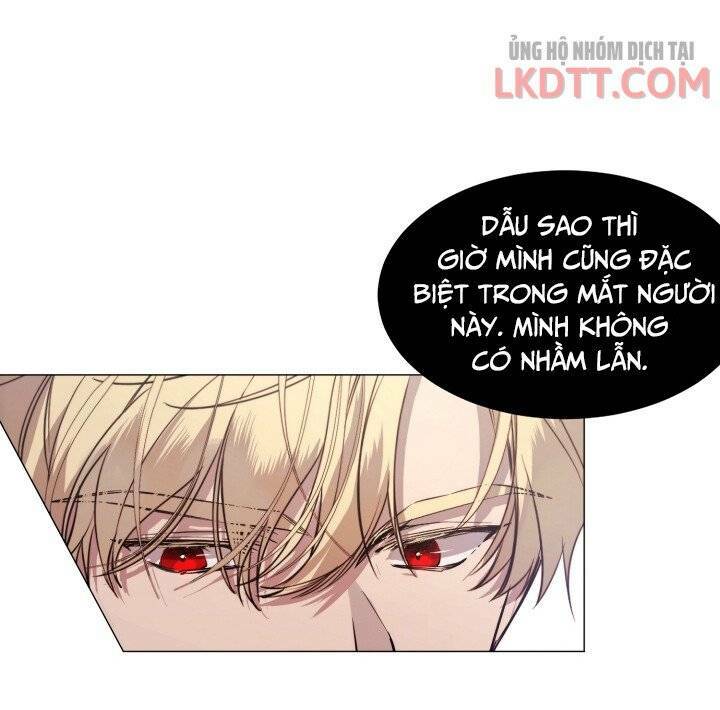 ỦNG HỘ NHÓM DỊCH TẠI
LKDTT.COM
DẪU SAO THÌ
GIỜ MÌNH CŨNG ĐẶC
BIỆT TRONG MẮT NGƯỜI
NÀY. MÌNH KHÔNG
CÓ NHẦM LẪN.